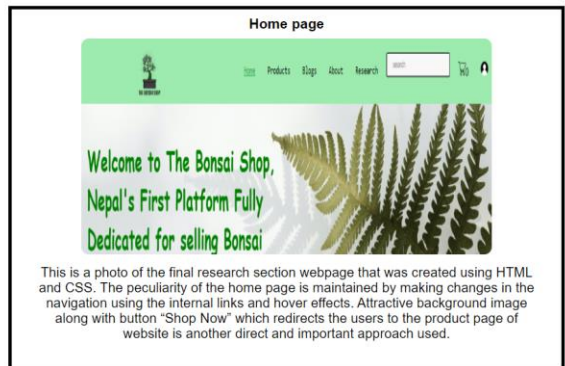 Home page
THE BONSAI SHOP
Home Products Blogs About Research search
Welcome to The Bonsai Shop,
Nepal's First Platform Fully
Dedicated for selling Bonsai
This is a photo of the final research section webpage that was created using HTML
and CSS. The peculiarity of the home page is maintained by making changes in the
navigation using the internal links and hover effects. Attractive background image
along with button “Shop Now” which redirects the users to the product page of
website is another direct and important approach used.